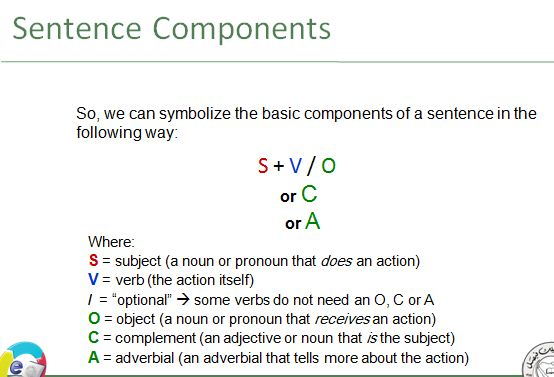 Sentence Components
So, we can symbolize the basic components of a sentence in the
following way:
S + V / O
or C
or A
Where:
S = subject (a noun or pronoun that does an action)
V = verb (the action itself)
/ = "optional" → some verbs do not need an O, C or A
O = object (a noun or pronoun that receives an action)
C = complement (an adjective or noun that is the subject)
A = adverbial (an adverbial that tells more about the action)
e